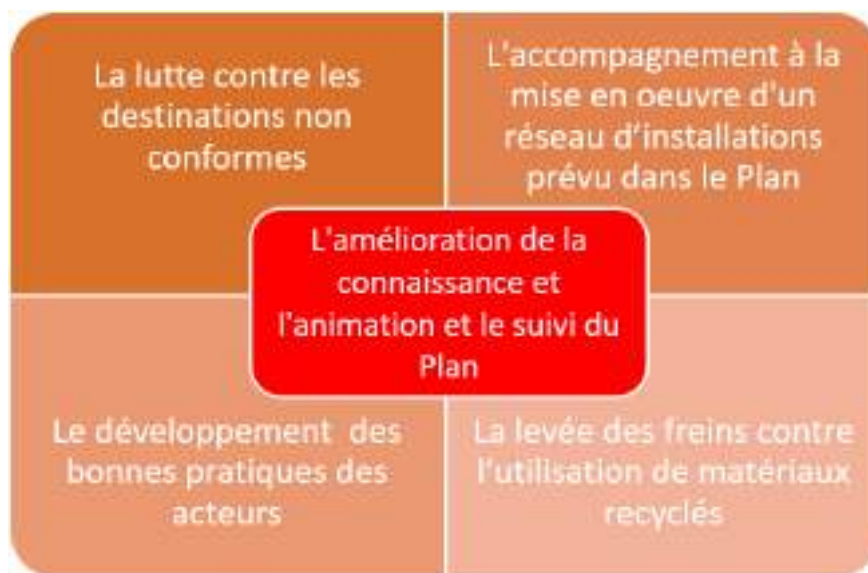 La lutte contre les
destinations non
conformes
L'accompagnement à la
mise en oeuvre d'un
réseau d'installations
prévu dans le Plan
L'amélioration de la
connaissance et
l'animation et le suivi du
Plan
Le développement des
bonnes pratiques des
acteurs
La levée des freins contre
l'utilisation de matériaux
recyclés